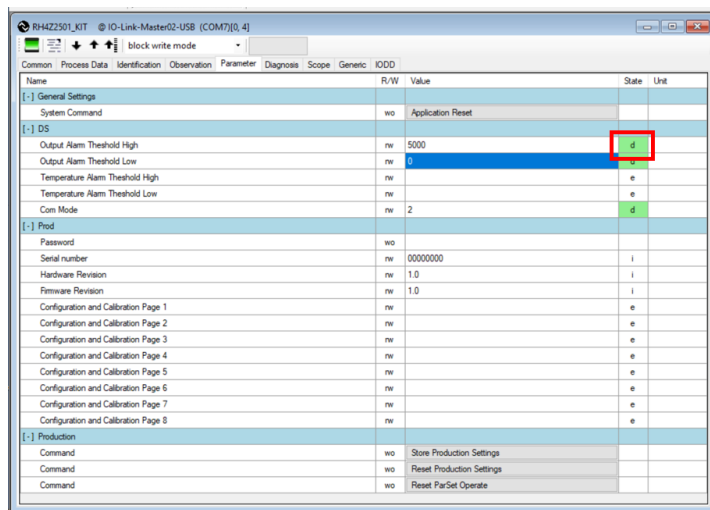 RH4Z2501_KIT @ IO-Link-Master02-USB (COM7)[0, 4]
block write mode
Common Process Data Identification Observation Parameter Diagnosis Scope Generic IODD
Name R/W Value State Unit
[-] General Settings
System Command wo Application Reset
[-] DS
Output Alarm Theshold High rw 5000 d
Output Alarm Theshold Low rw 0 d
Temperature Alarm Theshold High rw e
Temperature Alarm Theshold Low rw e
Com Mode rw 2 d
[-] Prod
Password wo
Serial number rw 00000000 i
Hardware Revision rw 1.0 i
Firmware Revision rw 1.0 i
Configuration and Calibration Page 1 rw e
Configuration and Calibration Page 2 rw e
Configuration and Calibration Page 3 rw e
Configuration and Calibration Page 4 rw e
Configuration and Calibration Page 5 rw e
Configuration and Calibration Page 6 rw e
Configuration and Calibration Page 7 rw e
Configuration and Calibration Page 8 rw e
[-] Production
Command wo Store Production Settings
Command wo Reset Production Settings
Command wo Reset ParSet Operate